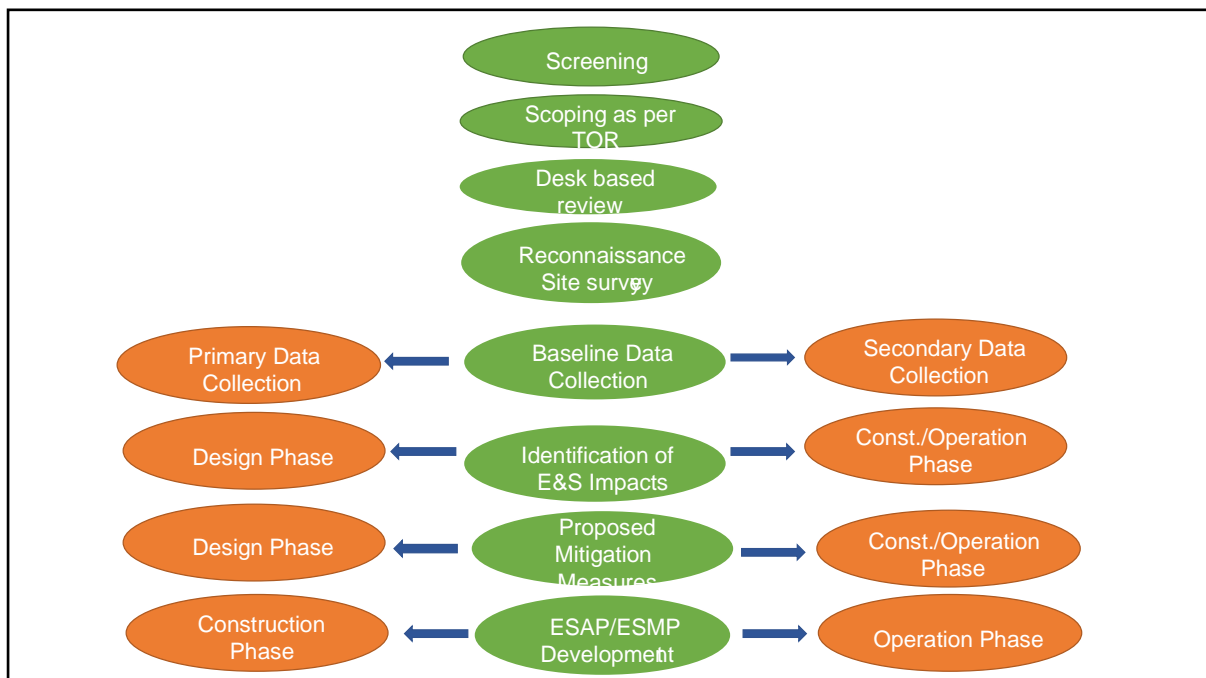 Screening
Scoping as per
TOR
Desk based
review
Reconnaissance
Site survey
Primary Data
Collection
Baseline Data
Collection
Secondary Data
Collection
Design Phase
Identification of
E&S Impacts
Const./Operation
Phase
Design Phase
Proposed
Mitigation
Measures
Const./Operation
Phase
Construction
Phase
ESAP/ESMP
Development
Operation Phase